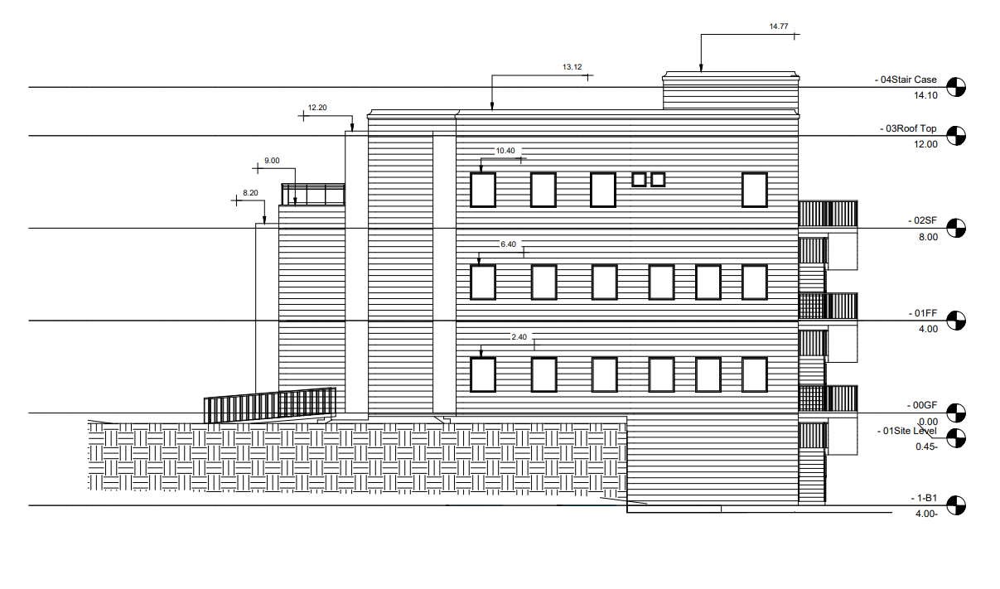 14.77
13.12
- 04Stair Case
14.10
12.20
- 03Roof Top
12.00
10.40
9.00
8.20
- 02SF
8.00
6.40
- 01FF
4.00
2.40
- 00GF
0.00
- 01Site Level
0.45-
- 1-B1
4.00-